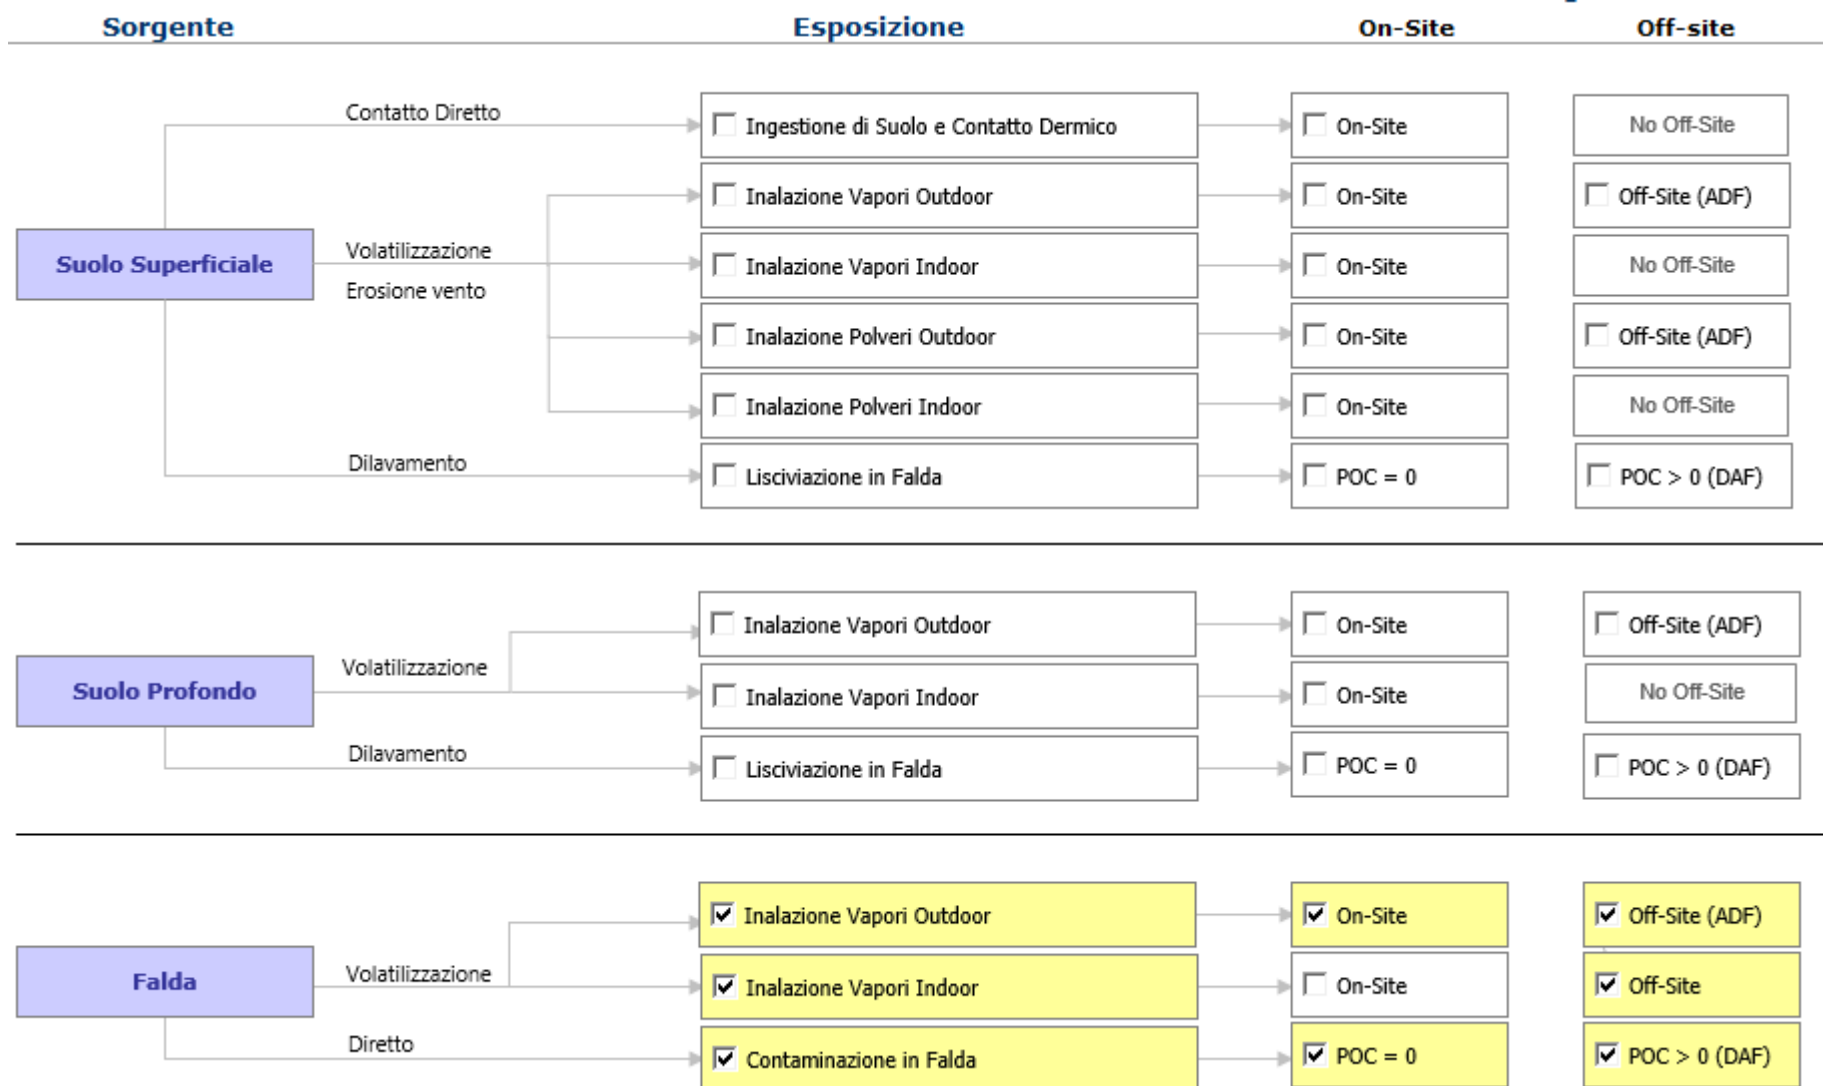 Sorgente Esposizione On-Site Off-site
Contatto Diretto
Ingestione di Suolo e Contatto Dermico On-Site No Off-Site
Inalazione Vapori Outdoor On-Site Off-Site (ADF)
Suolo Superficiale
Volatilizzazione
Erosione vento
Inalazione Vapori Indoor On-Site No Off-Site
Inalazione Polveri Outdoor On-Site Off-Site (ADF)
Inalazione Polveri Indoor On-Site No Off-Site
Dilavamento
Lisciviazione in Falda POC = 0 POC > 0 (DAF)
Inalazione Vapori Outdoor On-Site Off-Site (ADF)
Suolo Profondo
Volatilizzazione
Inalazione Vapori Indoor On-Site No Off-Site
Dilavamento
Lisciviazione in Falda POC = 0 POC > 0 (DAF)
Inalazione Vapori Outdoor On-Site Off-Site (ADF)
Falda
Volatilizzazione
Inalazione Vapori Indoor On-Site Off-Site
Diretto
Contaminazione in Falda POC = 0 POC > 0 (DAF)